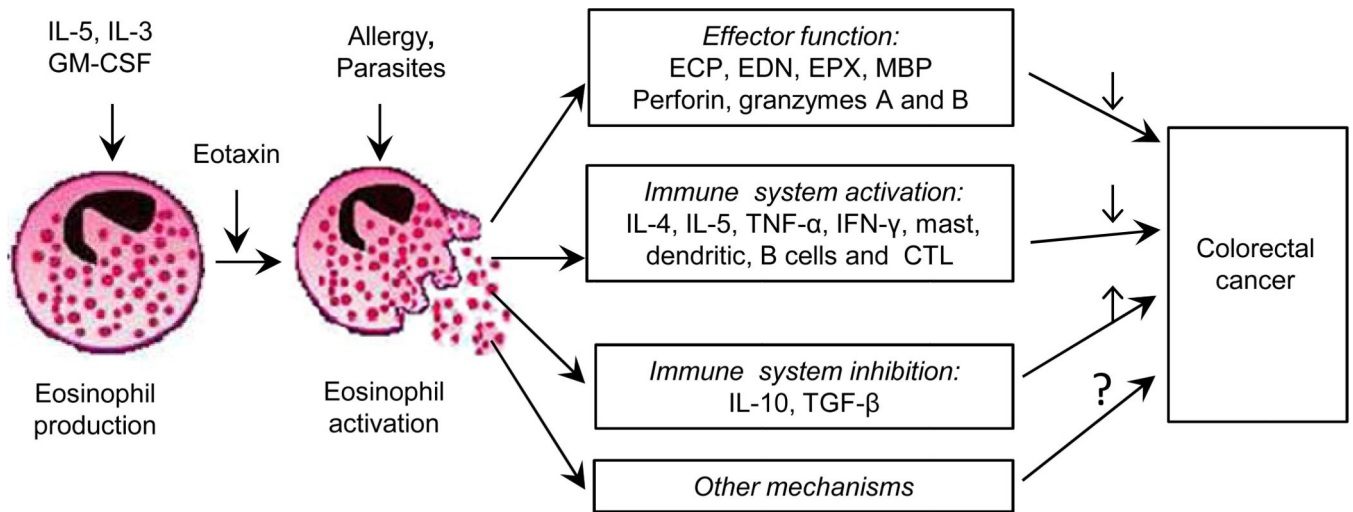 IL-5, IL-3
GM-CSF
Eotaxin
Eosinophil
production
Allergy,
Parasites
Eosinophil
activation
Effector function:
ECP, EDN, EPX, MBP
Perforin, granzymes A and B
Immune system activation:
IL-4, IL-5, TNF-α, IFN-γ, mast,
dendritic, B cells and CTL
Immune system inhibition:
IL-10, TGF-β
Other mechanisms
?
Colorectal
cancer